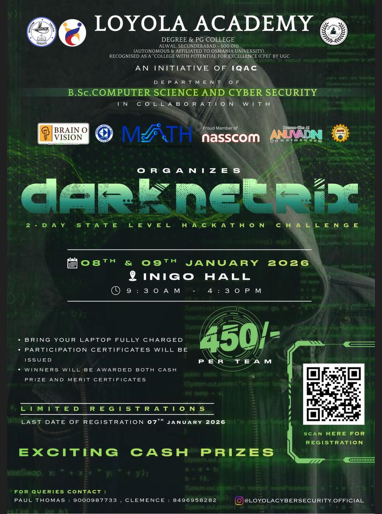 LOYOLA ACADEMY
DEGREE & PG COLLEGE
ALWAL, SECUNDERABAD - 500 010.
(AUTONOMOUS & AFFILIATED TO OSMANIA UNIVERSITY)
RECOGNISED AS A "COLLEGE WITH POTENTIAL FOR EXCELLENCE (CPE)" BY UGC
AN INITIATIVE OF IQAC
DEPARTMENT OF
B.Sc.COMPUTER SCIENCE AND CYBER SECURITY
IN COLLABORATION WITH
BRAIN O VISION
MATH
Proud Member of
nasscom
ANUVADINI
ORGANIZES
darknetrix
2-DAY STATE LEVEL HACKATHON CHALLENGE
08TH & 09TH JANUARY 2026
INIGO HALL
9:30AM - 4:30PM
450/-
PER TEAM
• BRING YOUR LAPTOP FULLY CHARGED
• PARTICIPATION CERTIFICATES WILL BE
ISSUED
• WINNERS WILL BE AWARDED BOTH CASH
PRIZE AND MERIT CERTIFICATES
SCAN HERE FOR
REGISTRATION
LIMITED REGISTRATIONS
LAST DATE OF REGISTRATION 07TH JANUARY 2026
EXCITING CASH PRIZES
FOR QUERIES CONTACT :
PAUL THOMAS : 9000987733 , CLEMENCE : 8496958282
@LOYOLACYBERSECURITY.OFFICIAL